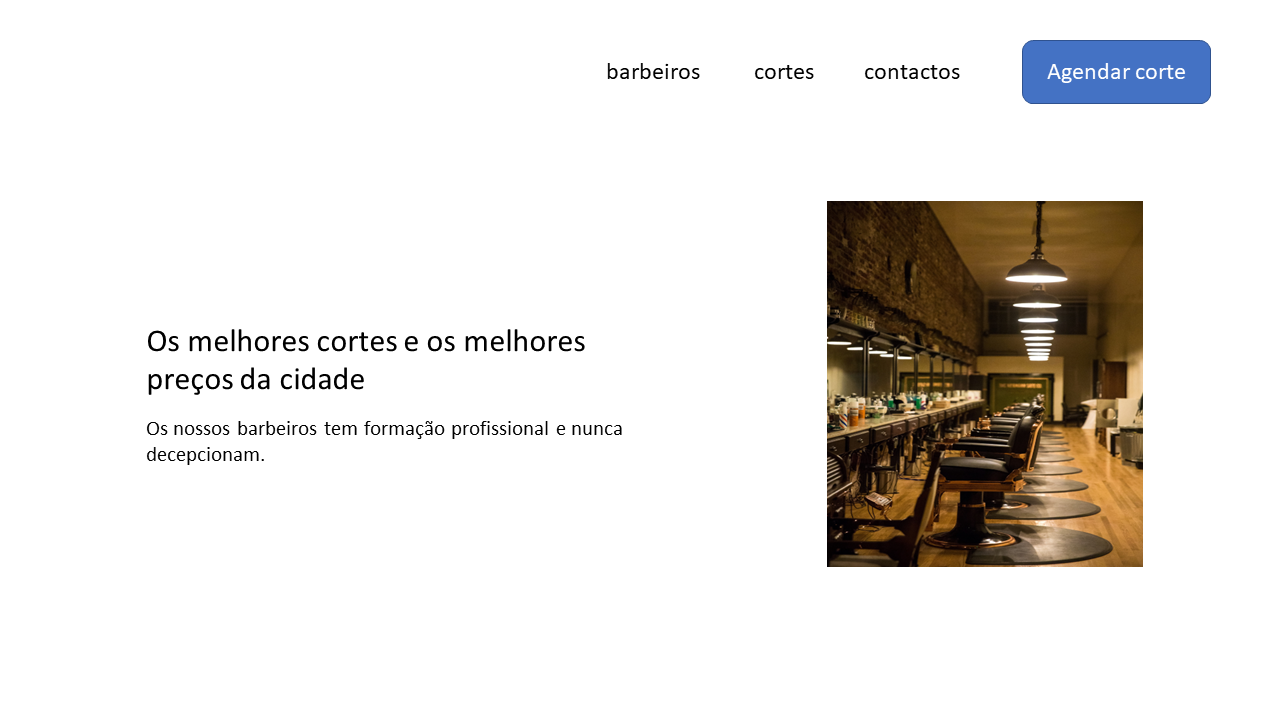 barbeiros cortes contactos Agendar corte
Os melhores cortes e os melhores
preços da cidade
Os nossos barbeiros tem formação profissional e nunca
decepcionam.